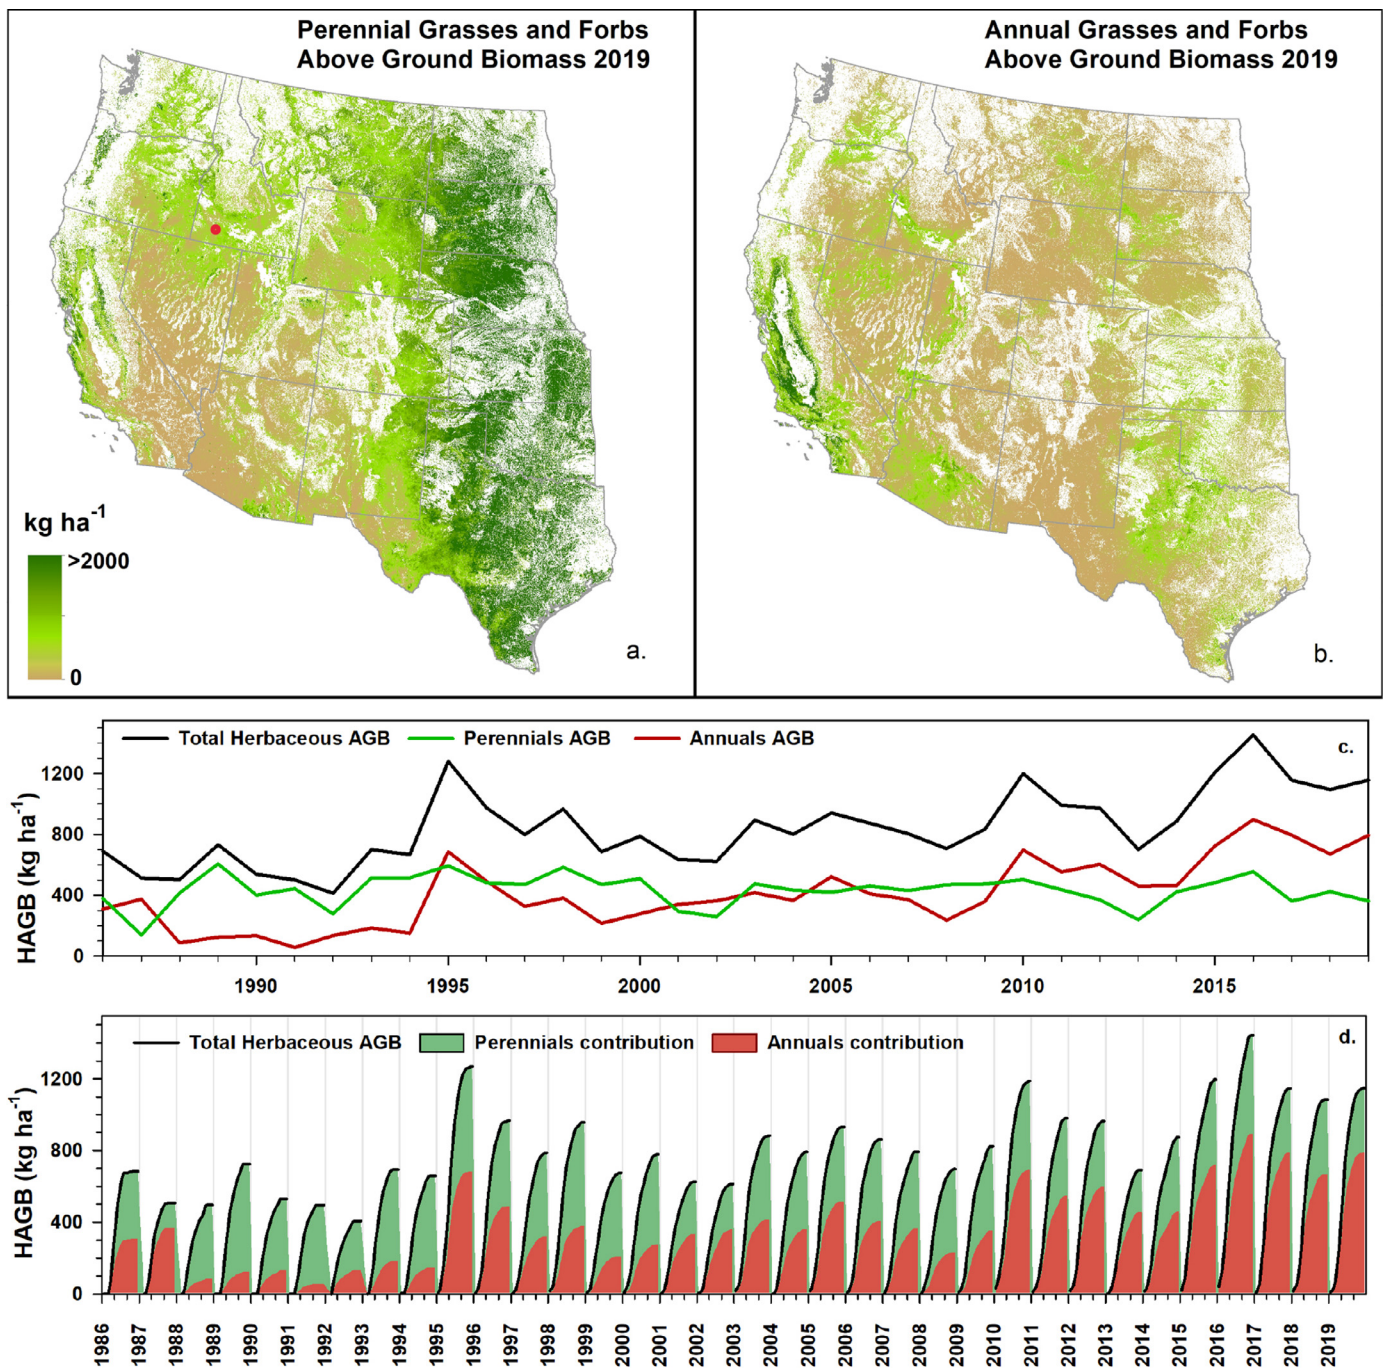 Perennial Grasses and Forbs
Above Ground Biomass 2019
Annual Grasses and Forbs
Above Ground Biomass 2019
kg ha-1
>2000
0
a.
b.
Total Herbaceous AGB
Perennials AGB
Annuals AGB
c.
HAGB (kg ha-1)
1200
800
400
0
1990
1995
2000
2005
2010
2015
Total Herbaceous AGB
Perennials contribution
Annuals contribution
d.
HAGB (kg ha-1)
1200
800
400
0
1986
1987
1988
1989
1990
1991
1992
1993
1994
1995
1996
1997
1998
1999
2000
2001
2002
2003
2004
2005
2006
2007
2008
2009
2010
2011
2012
2013
2014
2015
2016
2017
2018
2019